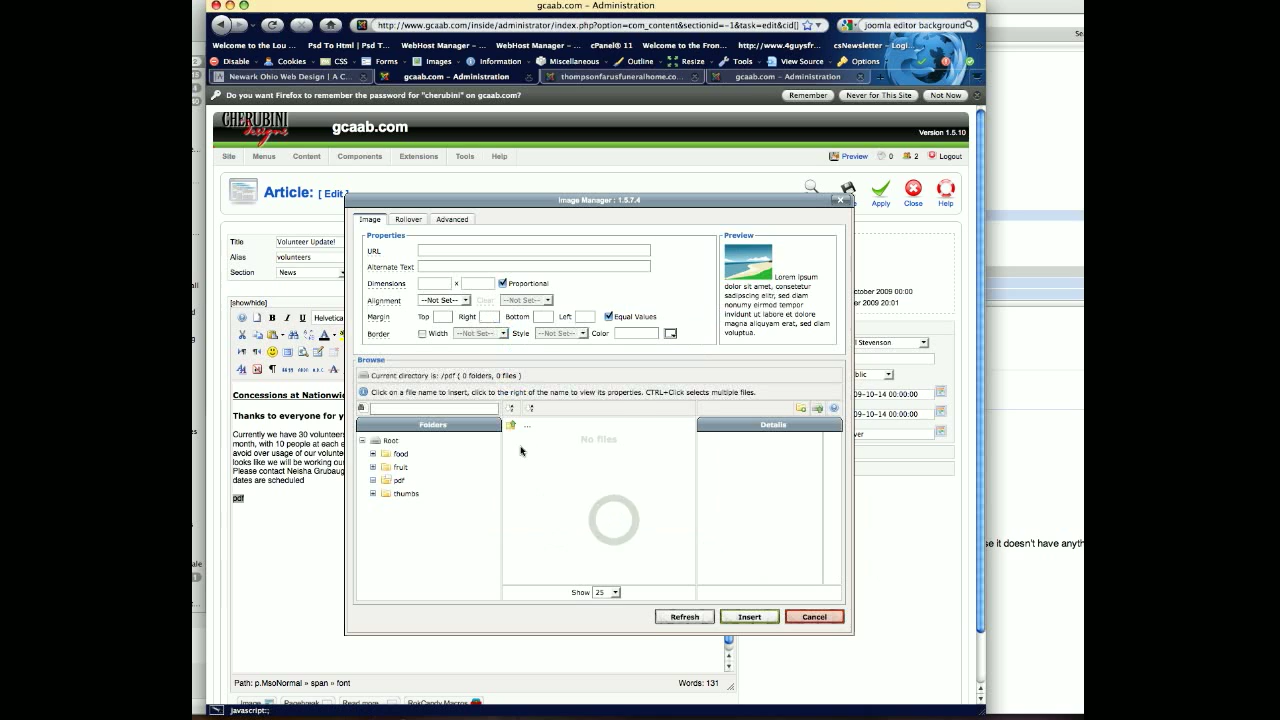 gcaab.com - Administration
http://www.gcaab.com/inside/administrator/index.php?option=com_content&sectionid=-1&task=edit&cid[]
joomla editor background
Welcome to the Lou ... Psd To Html | Psd T... WebHost Manager - ... WebHost Manager - ... cPanel® 11 Welcome to the Fron... http://www.4guysfr... csNewsletter - Logi...
Disable Cookies CSS Forms Images Information Miscellaneous Outline Resize Tools View Source Options
Newark Ohio Web Design | A C... gcaab.com - Administration thompsonfarusfuneralhome.co... gcaab.com - Administration
Do you want Firefox to remember the password for "cherubini" on gcaab.com? Remember Never for This Site Not Now
CHERUBINI designs gcaab.com Version 1.5.10
Site Menus Content Components Extensions Tools Help Preview 0 2 Logout
Article: [ Edit ] Apply Close Help
Image Manager : 1.5.7.4
Image Rollover Advanced
Properties
URL
Alternate Text
Dimensions x Proportional
Alignment --Not Set-- Clear --Not Set--
Margin Top Right Bottom Left Equal Values
Border Width --Not Set-- Style --Not Set-- Color
Preview
Lorem ipsum
dolor sit amet, consetetur
sadipscing elitr, sed diam
nonumy eirmod tempor
invidunt ut labore et dolore
magna aliquyam erat, sed diam
voluptua.
Browse
Current directory is: /pdf ( 0 folders, 0 files )
Click on a file name to insert, click to the right of the name to view its properties. CTRL+Click selects multiple files.
Folders
...
Details
No files
Root
food
fruit
pdf
thumbs
Show 25
Refresh Insert Cancel
Title Volunteer Update!
Alias volunteers
Section News
[show/hide]
B I U Helvetica
Concessions at Nationw
Thanks to everyone for y
Currently we have 30 volunteers
month, with 10 people at each e
avoid over usage of our volunte
looks like we will be working ou
Please contact Neisha Grubaug
dates are scheduled
pdf
ctober 2009 00:00
ber 2009 20:01
Stevenson
blic
09-10-14 00:00:00
09-10-14 00:00:00
ver
se it doesn't have anyth
Path: p.MsoNormal » span » font Words: 131
Image Pagebreak Read more... RokCandy Macros
javascript:;